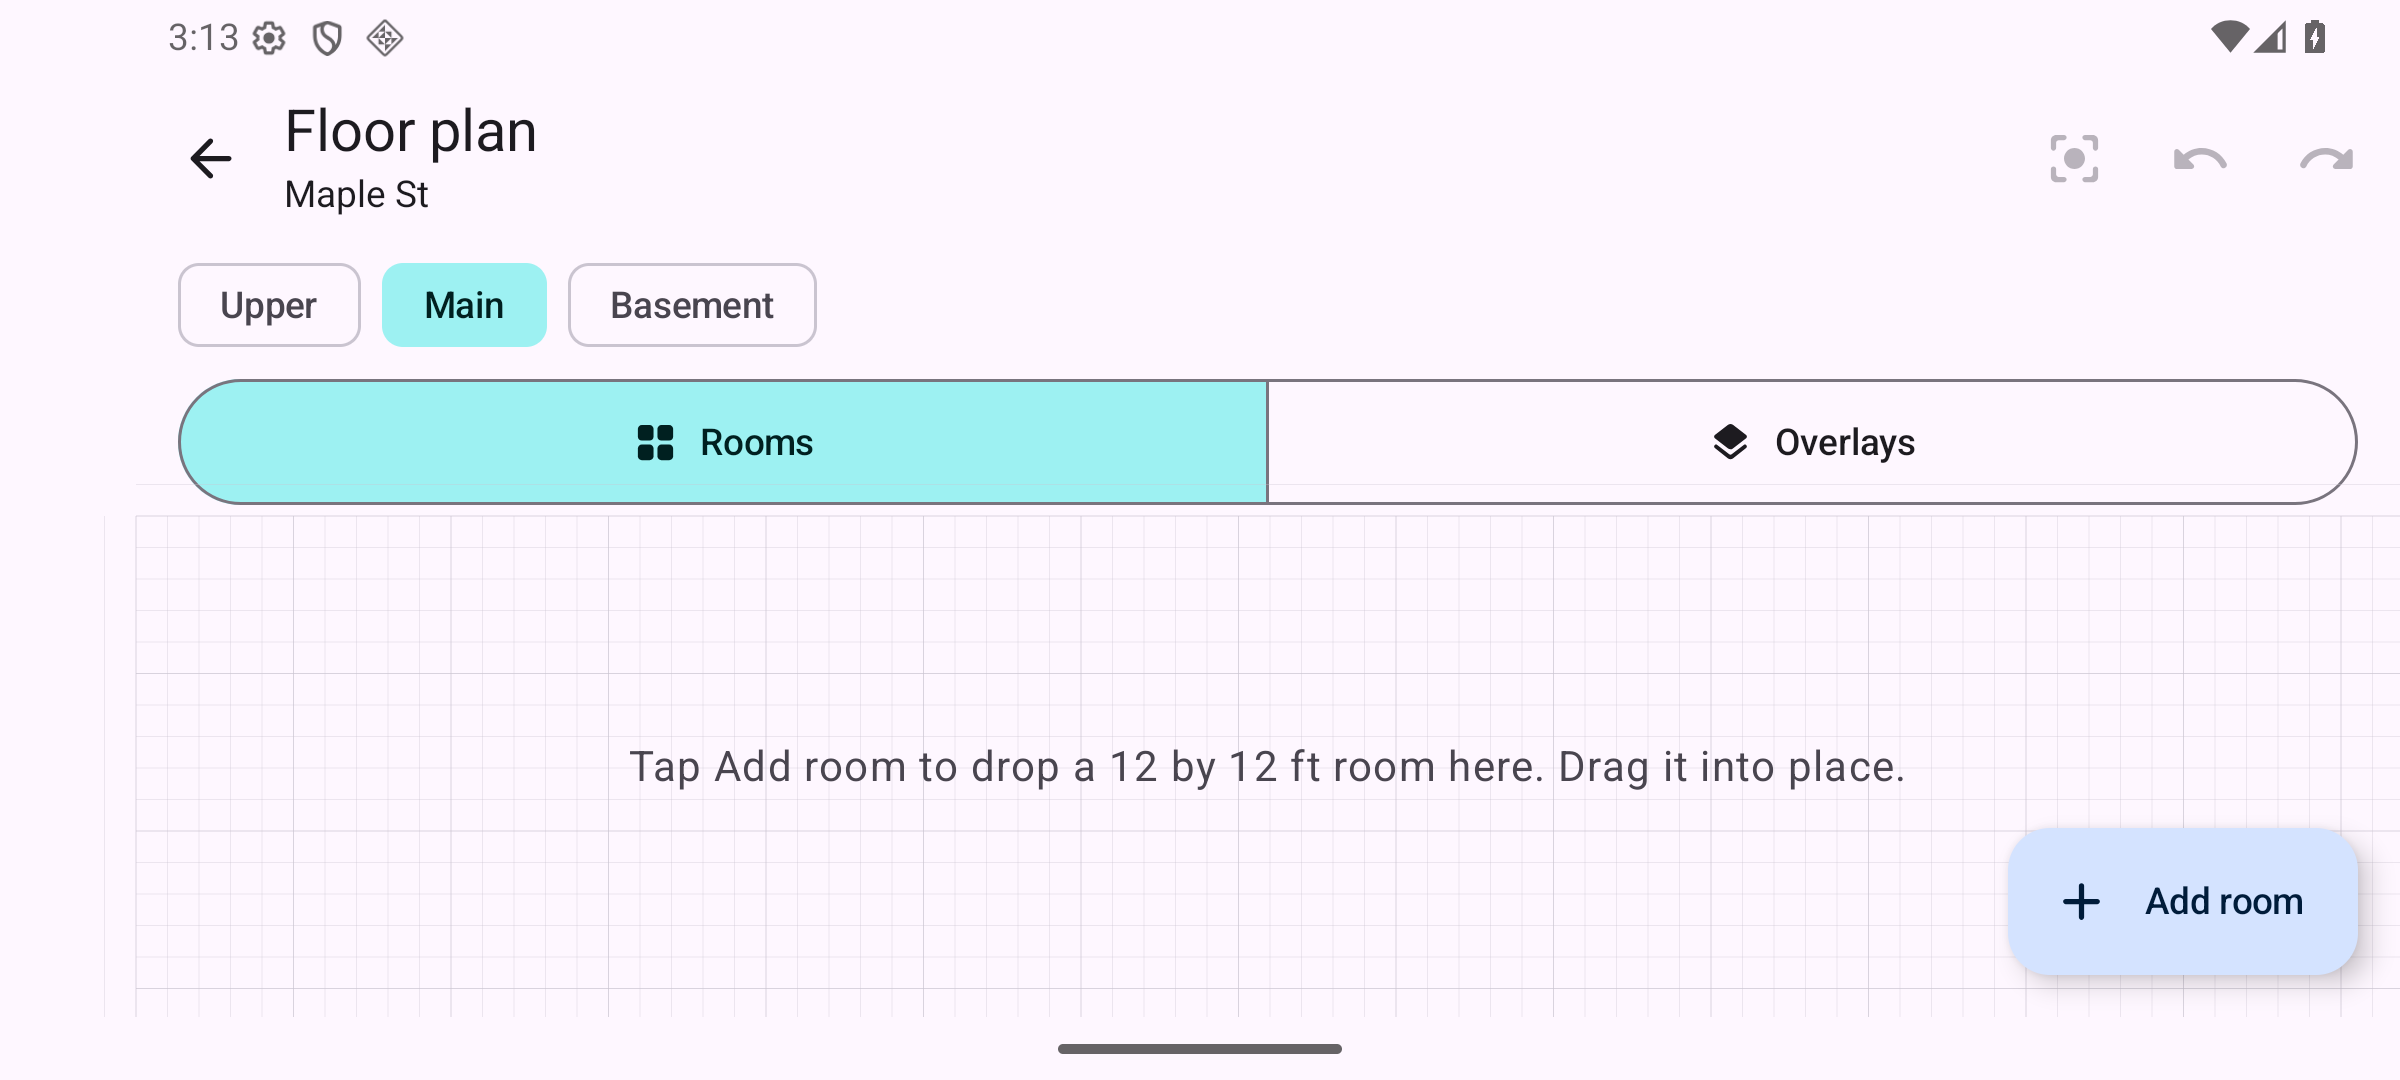 3:13
Floor plan
Maple St
Upper
Main
Basement
Rooms
Overlays
Tap Add room to drop a 12 by 12 ft room here. Drag it into place.
Add room